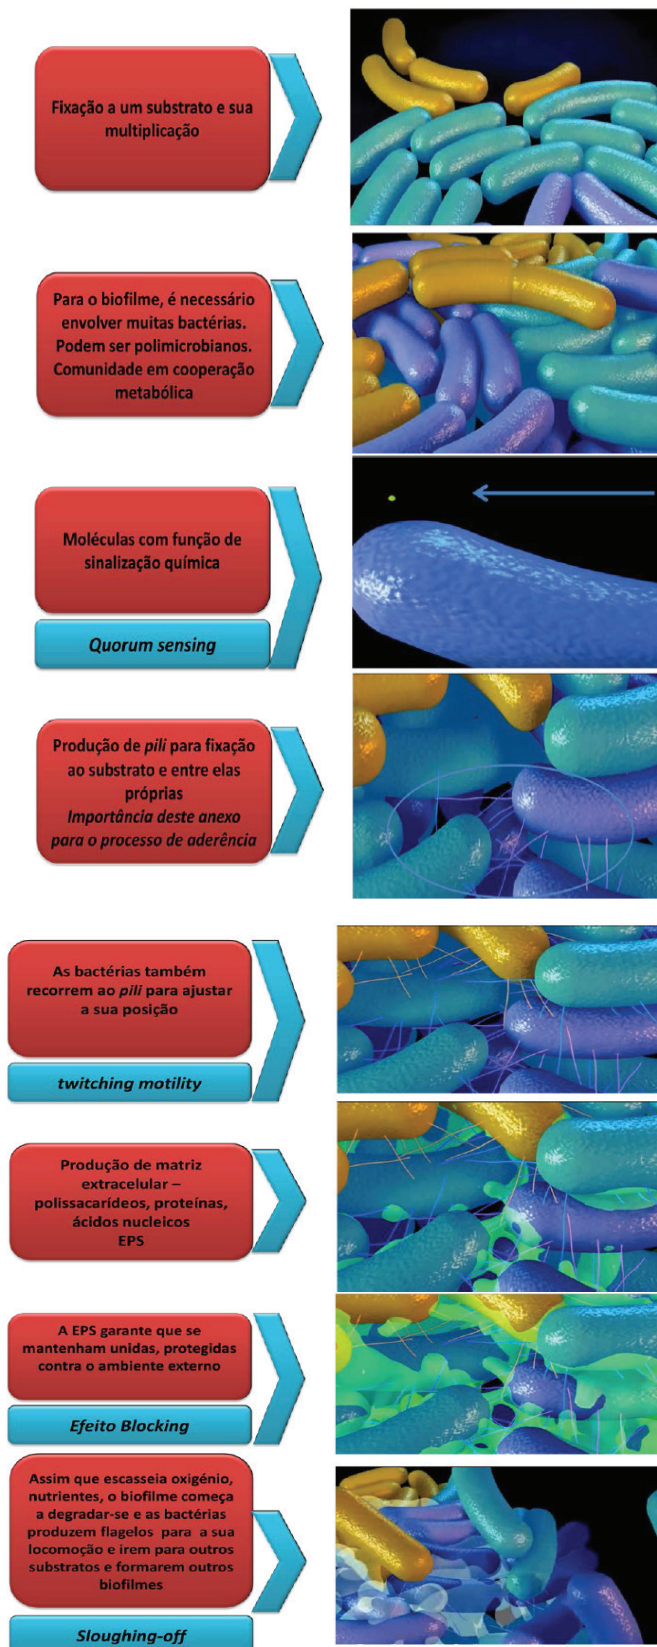 Fixação a um substrato e sua
multiplicação
Para o biofilme, é necessário
envolver muitas bactérias.
Podem ser polimicrobianos.
Comunidade em cooperação
metabólica
Moléculas com função de
sinalização química
Quorum sensing
Produção de pili para fixação
ao substrato e entre elas
próprias
Importância deste anexo
para o processo de aderência
As bactérias também
recorrem ao pili para ajustar
a sua posição
twitching motility
Produção de matriz
extracelular –
polissacarídeos, proteínas,
ácidos nucleicos
EPS
A EPS garante que se
mantenham unidas, protegidas
contra o ambiente externo
Efeito Blocking
Assim que escasseia oxigénio,
nutrientes, o biofilme começa
a degradar-se e as bactérias
produzem flagelos para a sua
locomoção e irem para outros
substratos e formarem outros
biofilmes
Sloughing-off